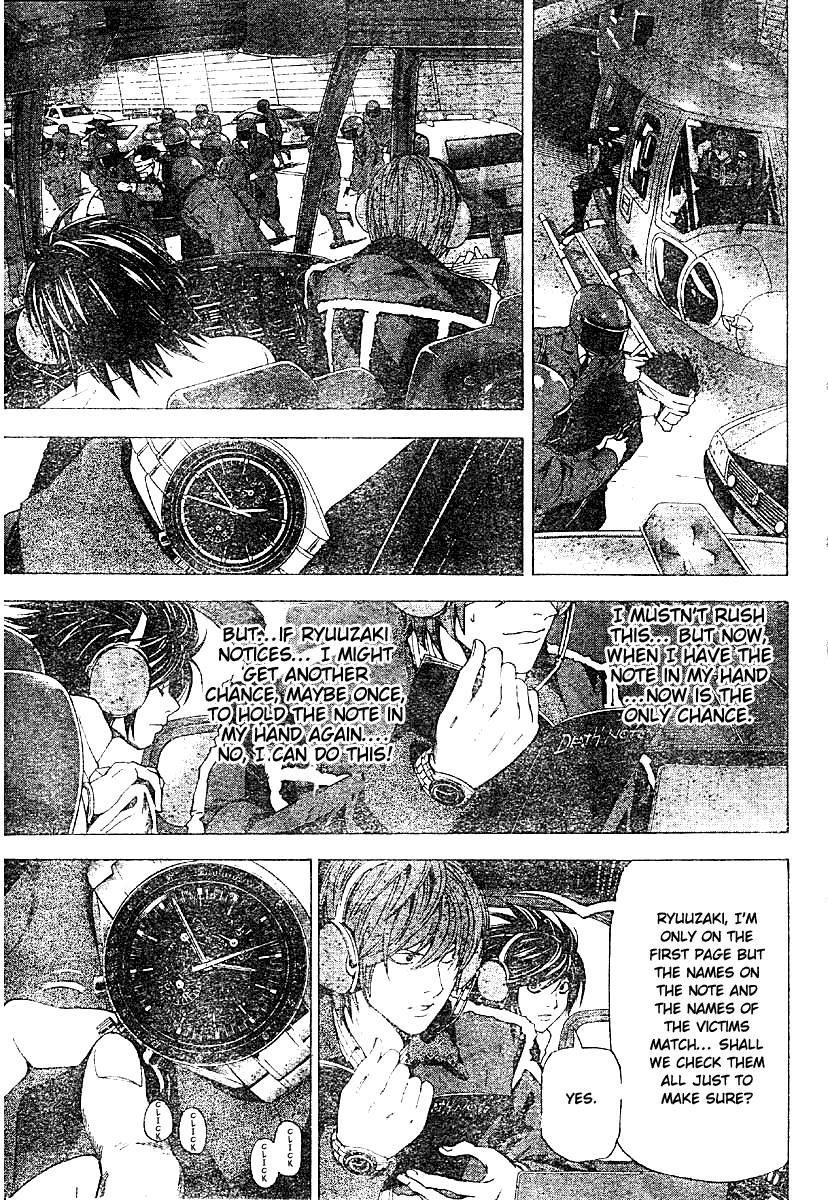 I MUSTN'T RUSH
THIS... BUT NOW,
WHEN I HAVE THE
NOTE IN MY HAND
...NOW IS THE
ONLY CHANCE.
BUT...IF RYUUZAKI
NOTICES... I MIGHT
GET ANOTHER
CHANCE, MAYBE ONCE,
TO HOLD THE NOTE IN
MY HAND AGAIN....
NO, I CAN DO THIS!
DEATH NOTE
RYUUZAKI, I'M
ONLY ON THE
FIRST PAGE BUT
THE NAMES ON
THE NOTE AND
THE NAMES OF
THE VICTIMS
MATCH... SHALL
WE CHECK THEM
ALL JUST TO
MAKE SURE?
YES.
DEATH NOTE
CLICK
CLICK
CLICK
CLICK